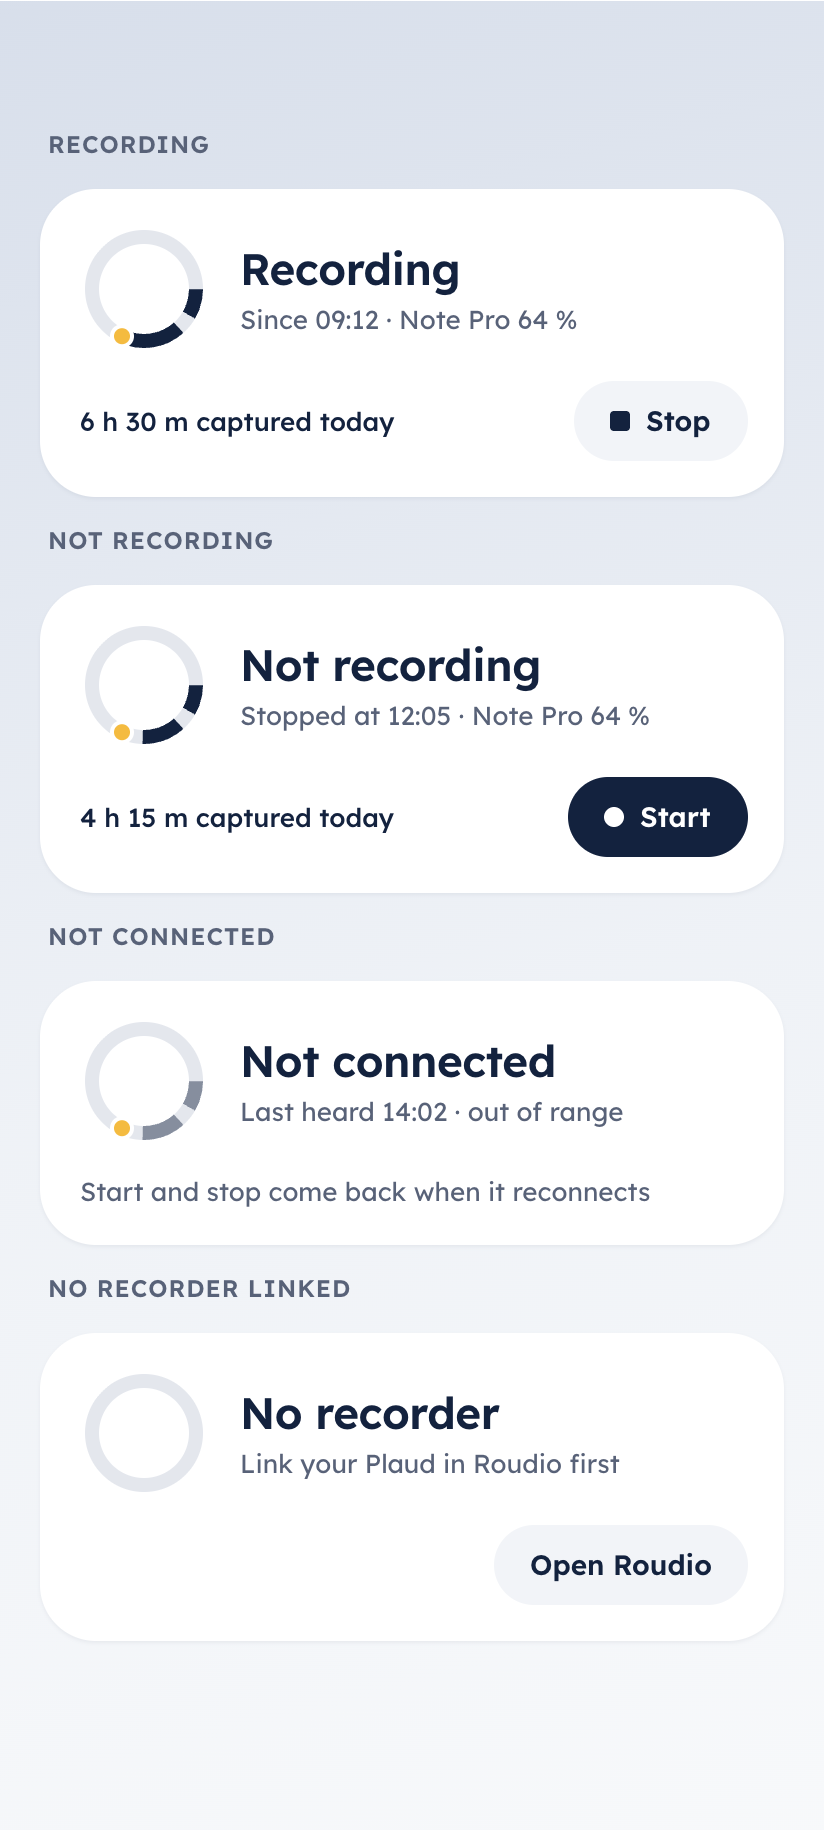 RECORDING
Recording
Since 09:12 · Note Pro 64 %
6 h 30 m captured today
Stop
NOT RECORDING
Not recording
Stopped at 12:05 · Note Pro 64 %
4 h 15 m captured today
Start
NOT CONNECTED
Not connected
Last heard 14:02 · out of range
Start and stop come back when it reconnects
NO RECORDER LINKED
No recorder
Link your Plaud in Roudio first
Open Roudio